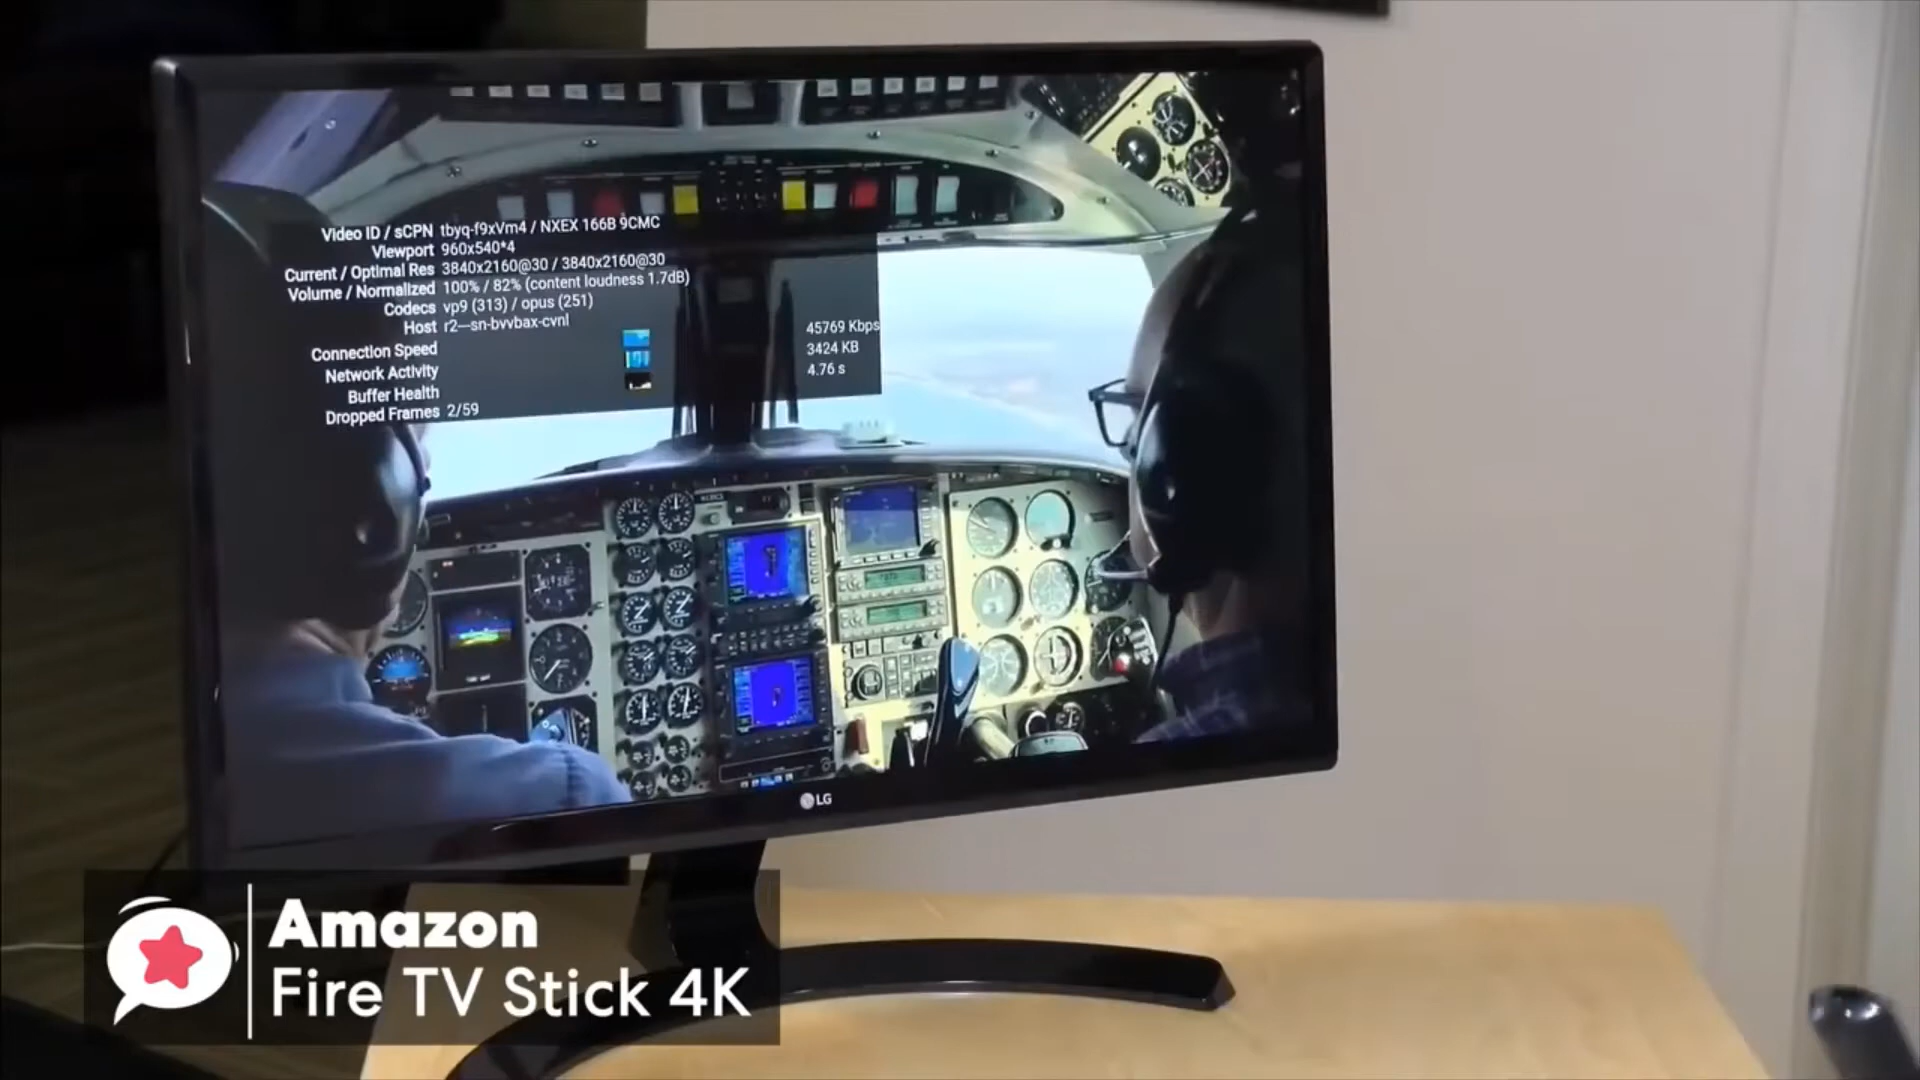 Video ID / sCPN tbyq-f9xVm4 / NXEX 166B 9CMC
Viewport 960x540*4
Current / Optimal Res 3840x2160@30 / 3840x2160@30
Volume / Normalized 100% / 82% (content loudness 1.7dB)
Codecs vp9 (313) / opus (251)
Host r2---sn-bvvbax-cvnl
Connection Speed 45769 Kbps
Network Activity 3424 KB
Buffer Health 4.76 s
Dropped Frames 2/59
LG
Amazon
Fire TV Stick 4K